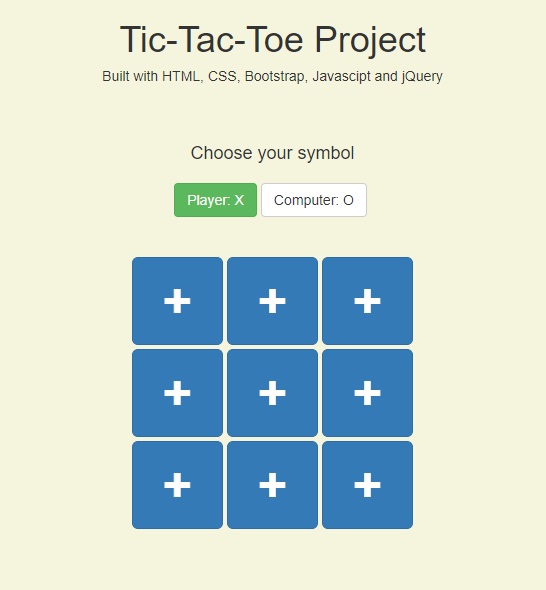 Tic-Tac-Toe Project
Built with HTML, CSS, Bootstrap, Javascipt and jQuery
Choose your symbol
Player: X Computer: O